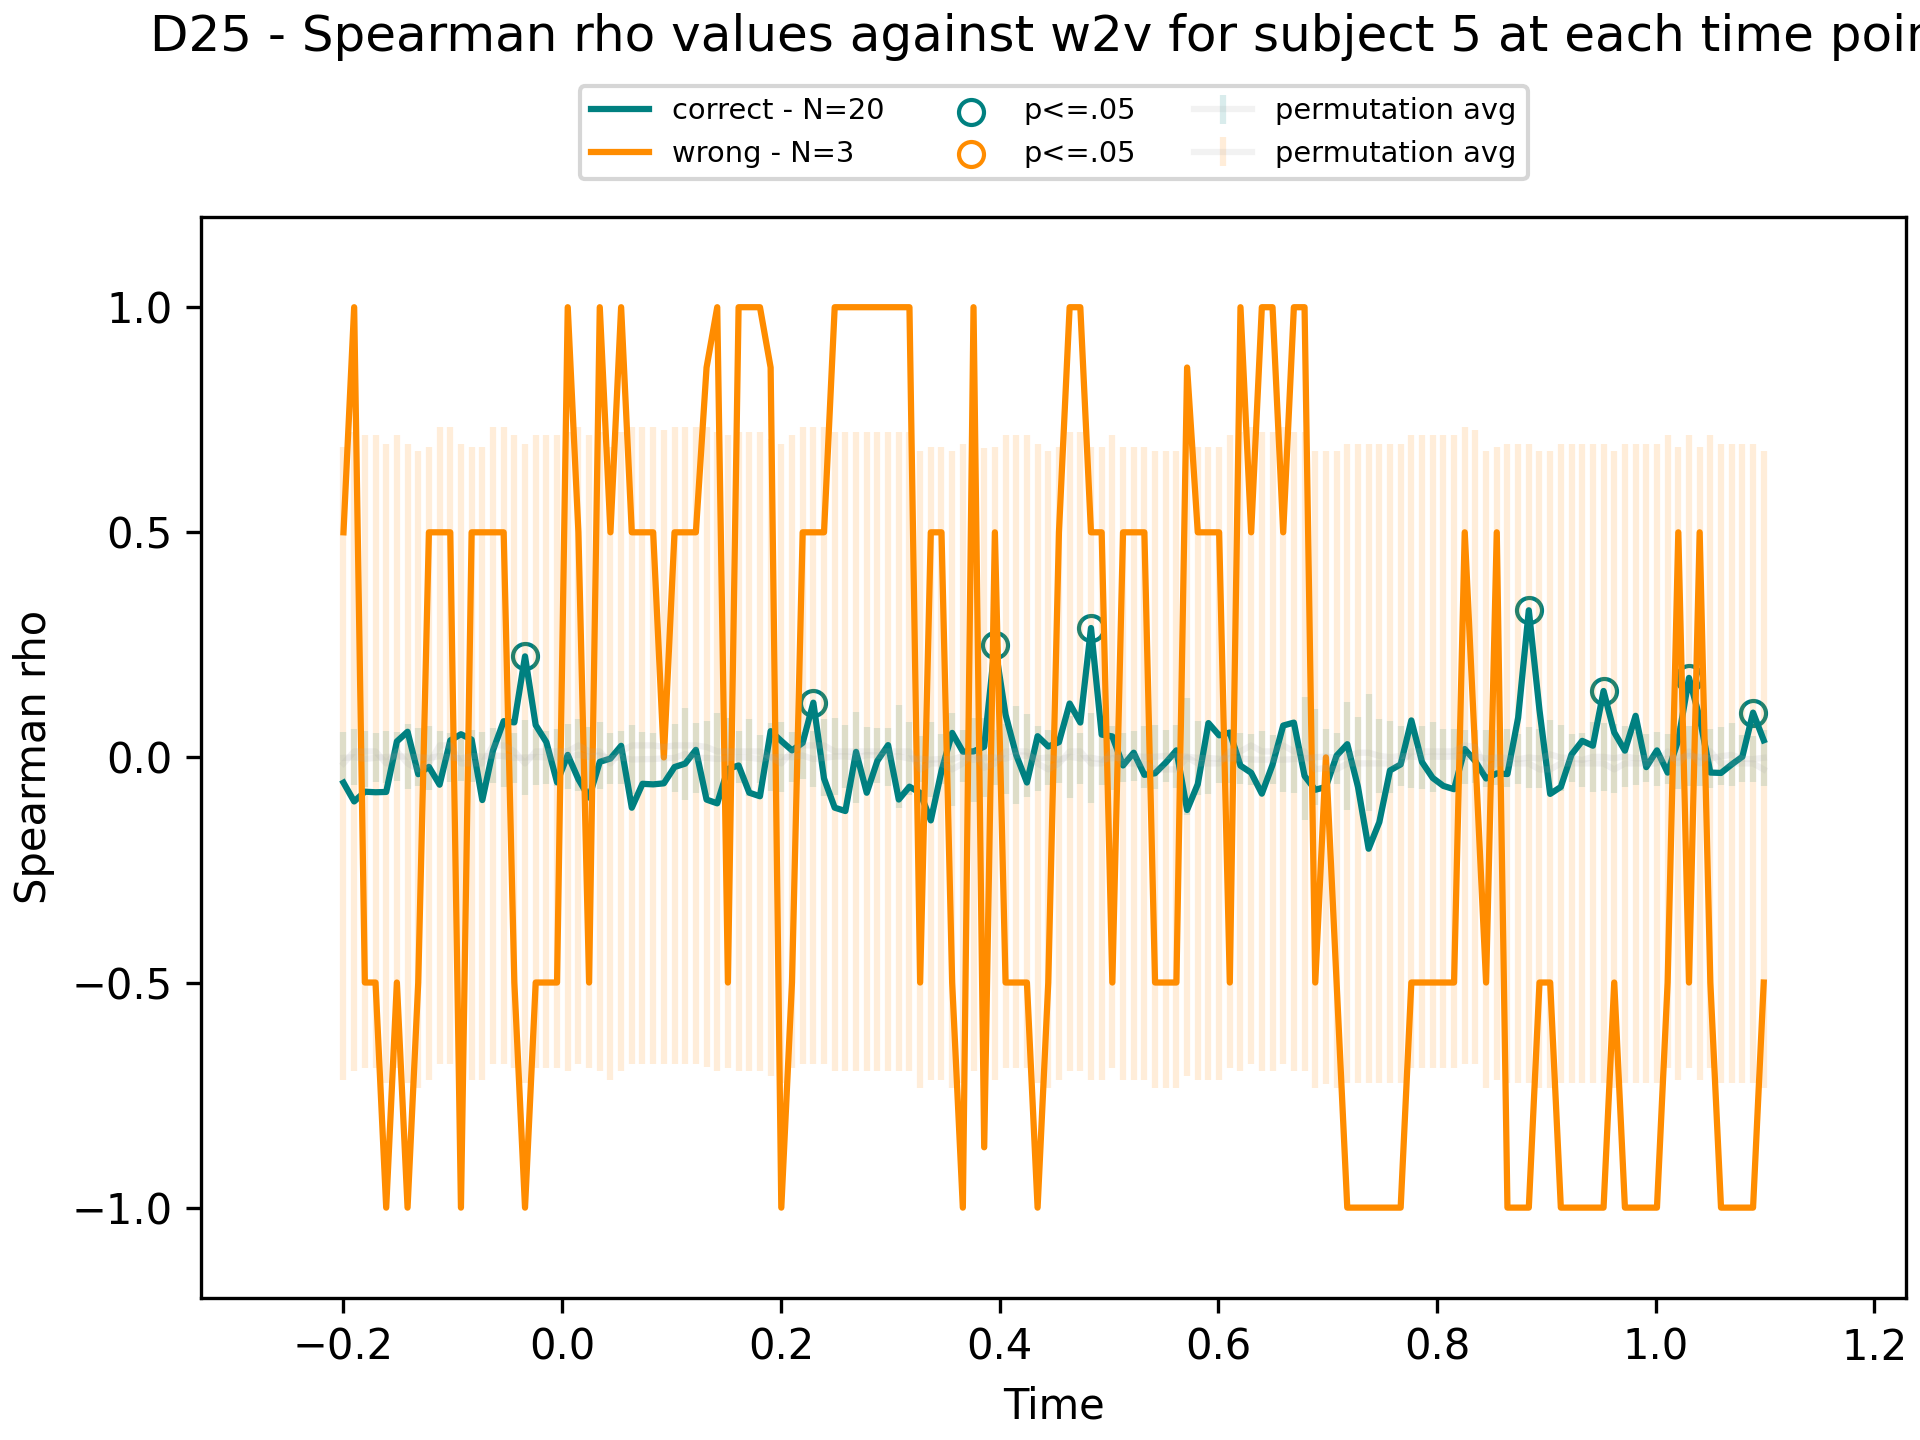 D25 - Spearman rho values against w2v for subject 5 at each time poi
correct - N=20 p<=.05 permutation avg
wrong - N=3 p<=.05 permutation avg
1.0
0.5
0.0
−0.5
−1.0
Spearman rho
−0.2 0.0 0.2 0.4 0.6 0.8 1.0 1.2
Time